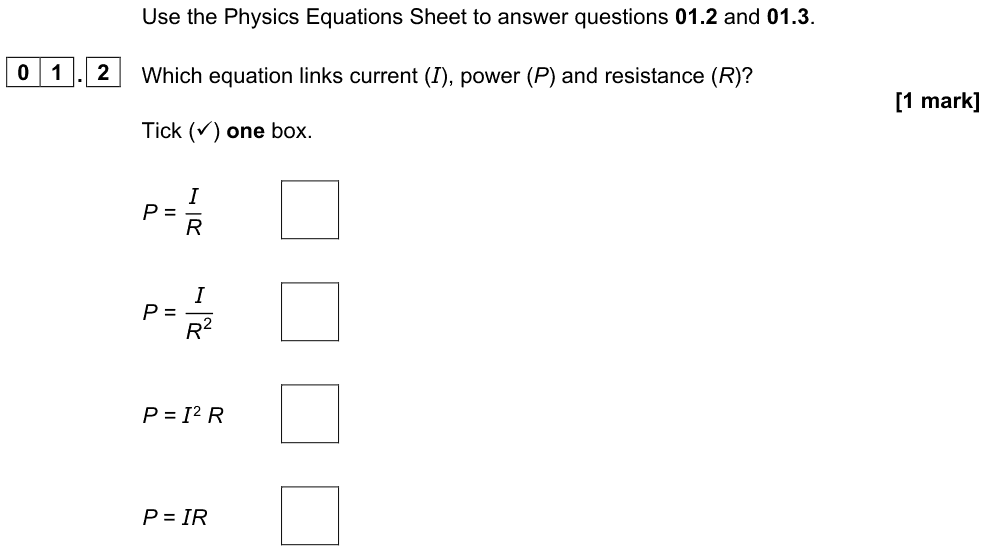 Use the Physics Equations Sheet to answer questions 01.2 and 01.3.
0 1 . 2 Which equation links current (I), power (P) and resistance (R)?
[1 mark]
Tick (✓) one box.
P = I/R
P = I/R²
P = I² R
P = IR